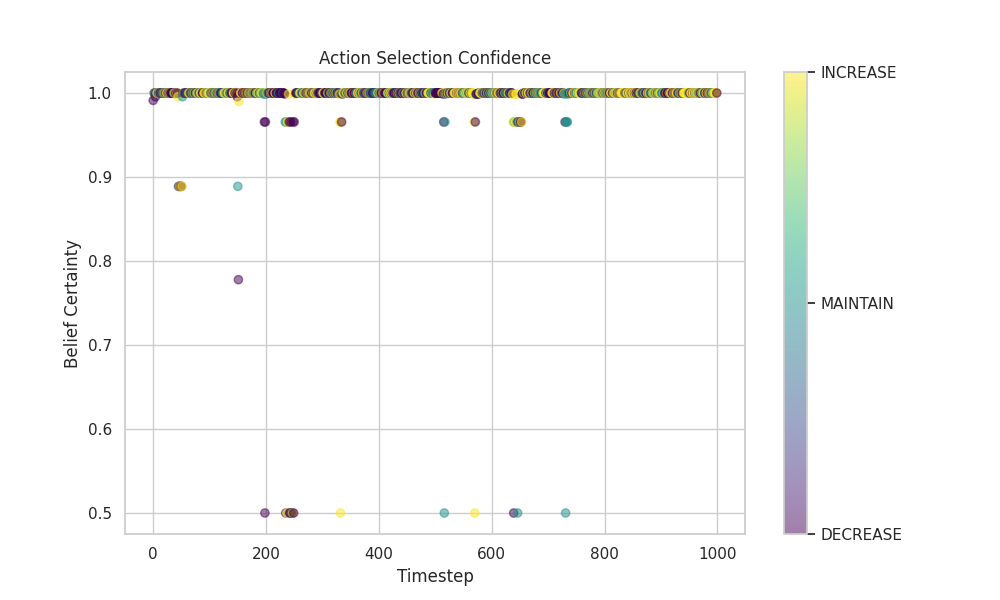 Action Selection Confidence
Belief Certainty
1.0
0.9
0.8
0.7
0.6
0.5
0
200
400
600
800
1000
Timestep
INCREASE
MAINTAIN
DECREASE